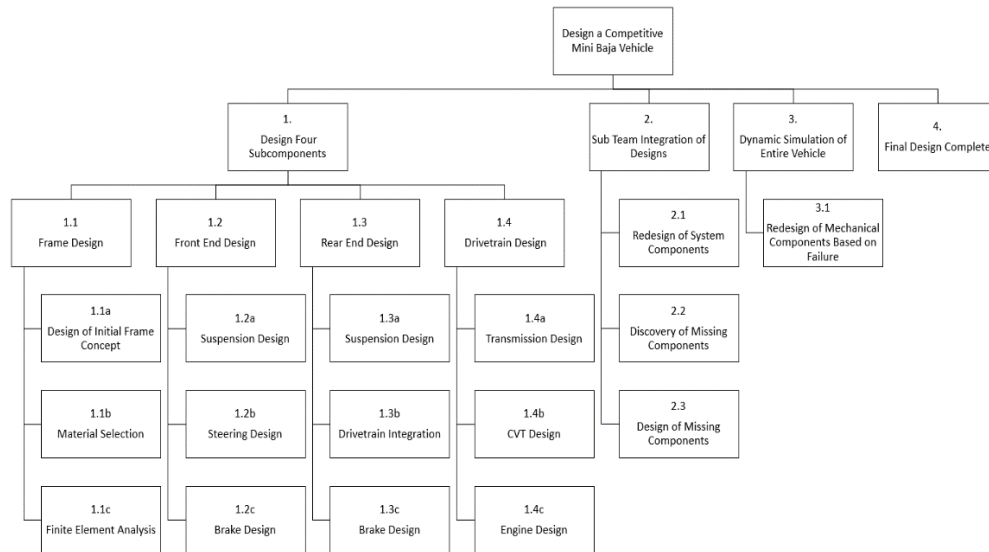 Design a Competitive
Mini Baja Vehicle
1.
Design Four
Subcomponents
2.
Sub Team Integration of
Designs
3.
Dynamic Simulation of
Entire Vehicle
4.
Final Design Complete
1.1
Frame Design
1.2
Front End Design
1.3
Rear End Design
1.4
Drivetrain Design
2.1
Redesign of System
Components
3.1
Redesign of Mechanical
Components Based on
Failure
1.1a
Design of Initial Frame
Concept
1.2a
Suspension Design
1.3a
Suspension Design
1.4a
Transmission Design
2.2
Discovery of Missing
Components
1.1b
Material Selection
1.2b
Steering Design
1.3b
Drivetrain Integration
1.4b
CVT Design
2.3
Design of Missing
Components
1.1c
Finite Element Analysis
1.2c
Brake Design
1.3c
Brake Design
1.4c
Engine Design